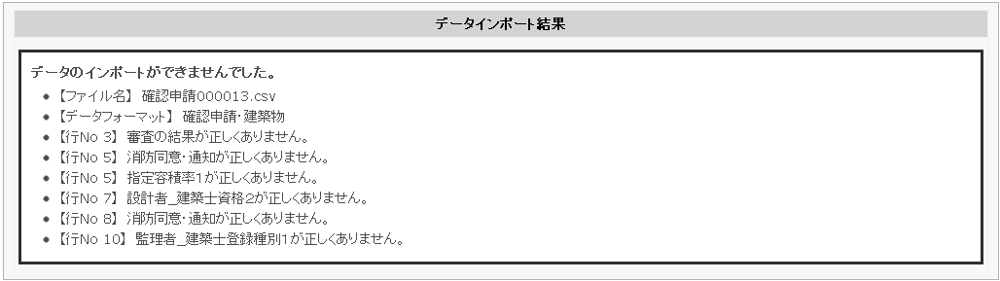 データインポート結果
データのインポートができませんでした。
【ファイル名】 確認申請000013.csv
【データフォーマット】 確認申請・建築物
【行No 3】 審査の結果が正しくありません。
【行No 5】 消防同意・通知が正しくありません。
【行No 5】 指定容積率1が正しくありません。
【行No 7】 設計者_建築士資格2が正しくありません。
【行No 8】 消防同意・通知が正しくありません。
【行No 10】 監理者_建築士登録種別1が正しくありません。